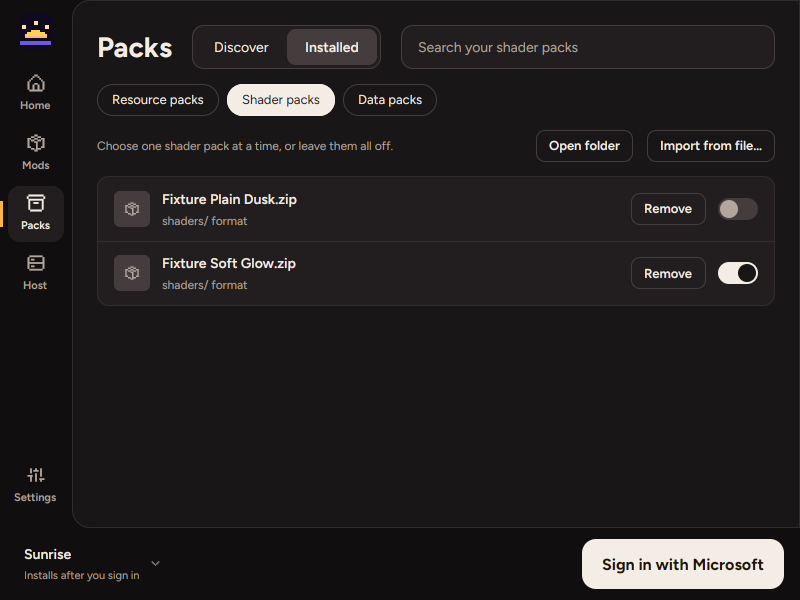 Packs
Discover
Installed
Search your shader packs
Resource packs
Shader packs
Data packs
Choose one shader pack at a time, or leave them all off.
Open folder
Import from file...
Fixture Plain Dusk.zip
shaders/ format
Remove
Fixture Soft Glow.zip
shaders/ format
Remove
Home
Mods
Packs
Host
Settings
Sunrise
Installs after you sign in
Sign in with Microsoft